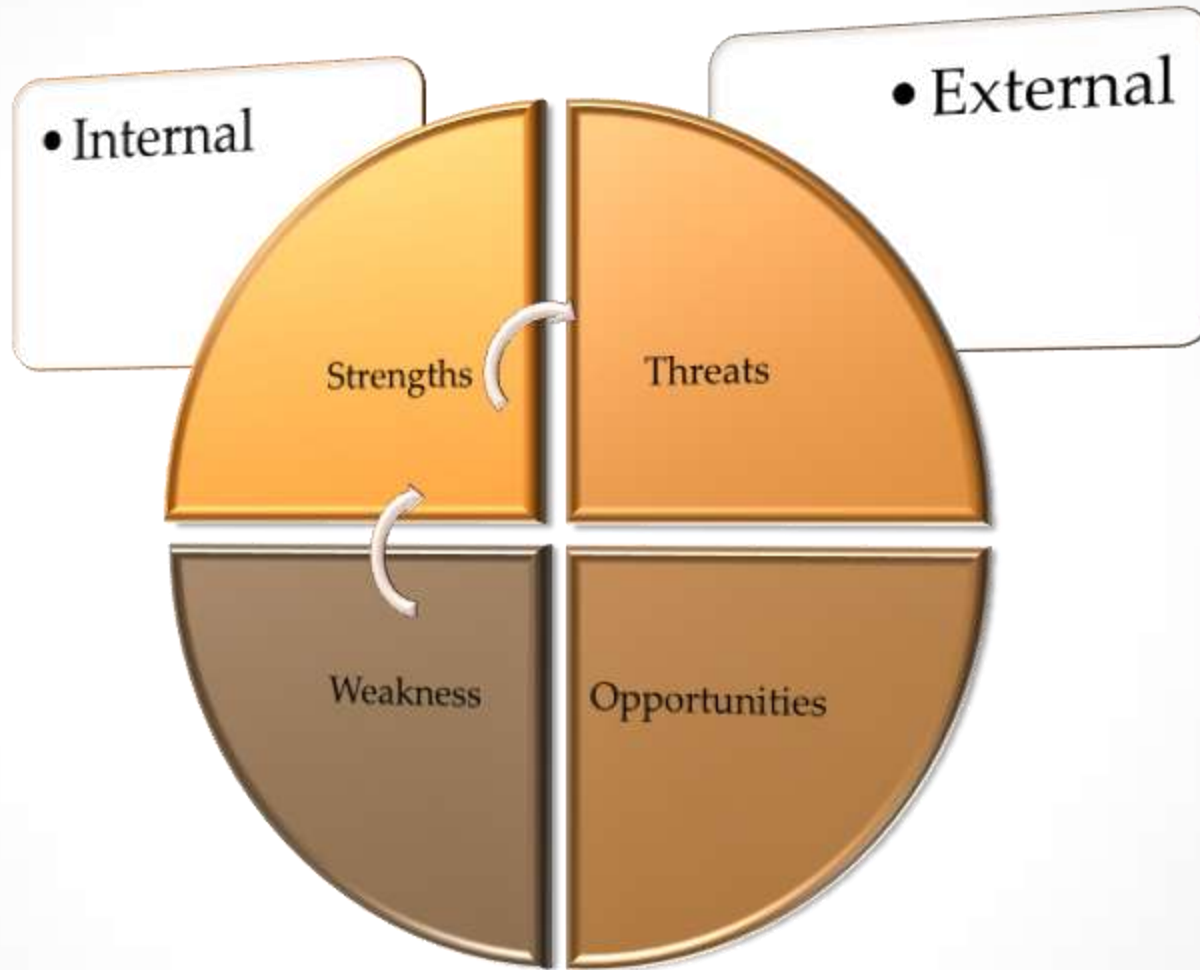 • Internal
• External
Strengths
Threats
Weakness
Opportunities